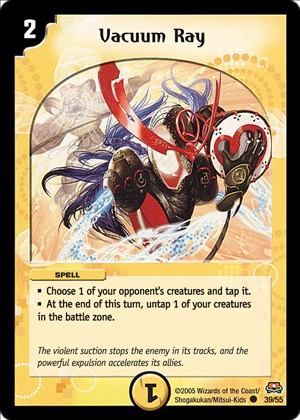 2
Vacuum Ray
SPELL
▪ Choose 1 of your opponent's creatures and tap it.
▪ At the end of this turn, untap 1 of your creatures
in the battle zone.
The violent suction stops the enemy in its tracks, and the
powerful expulsion accelerates its allies.
1
©2005 Wizards of the Coast/
Shogakukan/Mitsui-Kids ● 39/55